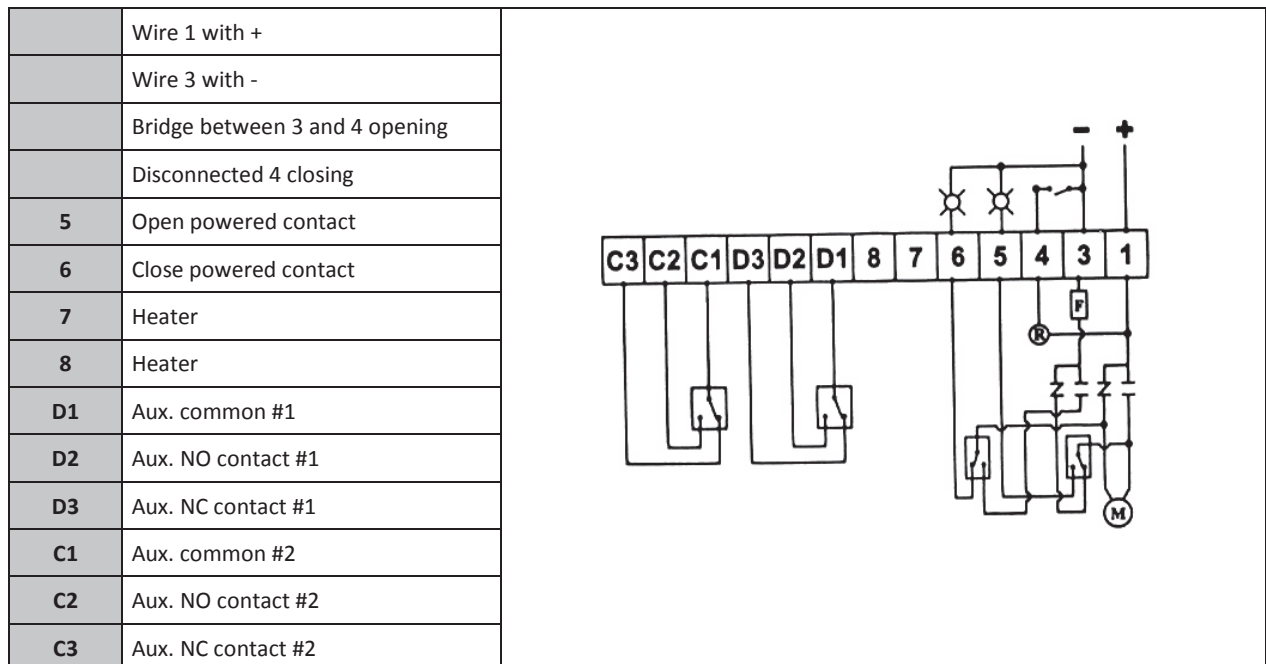 Wire 1 with +
Wire 3 with -
Bridge between 3 and 4 opening
Disconnected 4 closing
5 Open powered contact
6 Close powered contact
7 Heater
8 Heater
D1 Aux. common #1
D2 Aux. NO contact #1
D3 Aux. NC contact #1
C1 Aux. common #2
C2 Aux. NO contact #2
C3 Aux. NC contact #2
- +
C3 C2 C1 D3 D2 D1 8 7 6 5 4 3 1
F
R
M